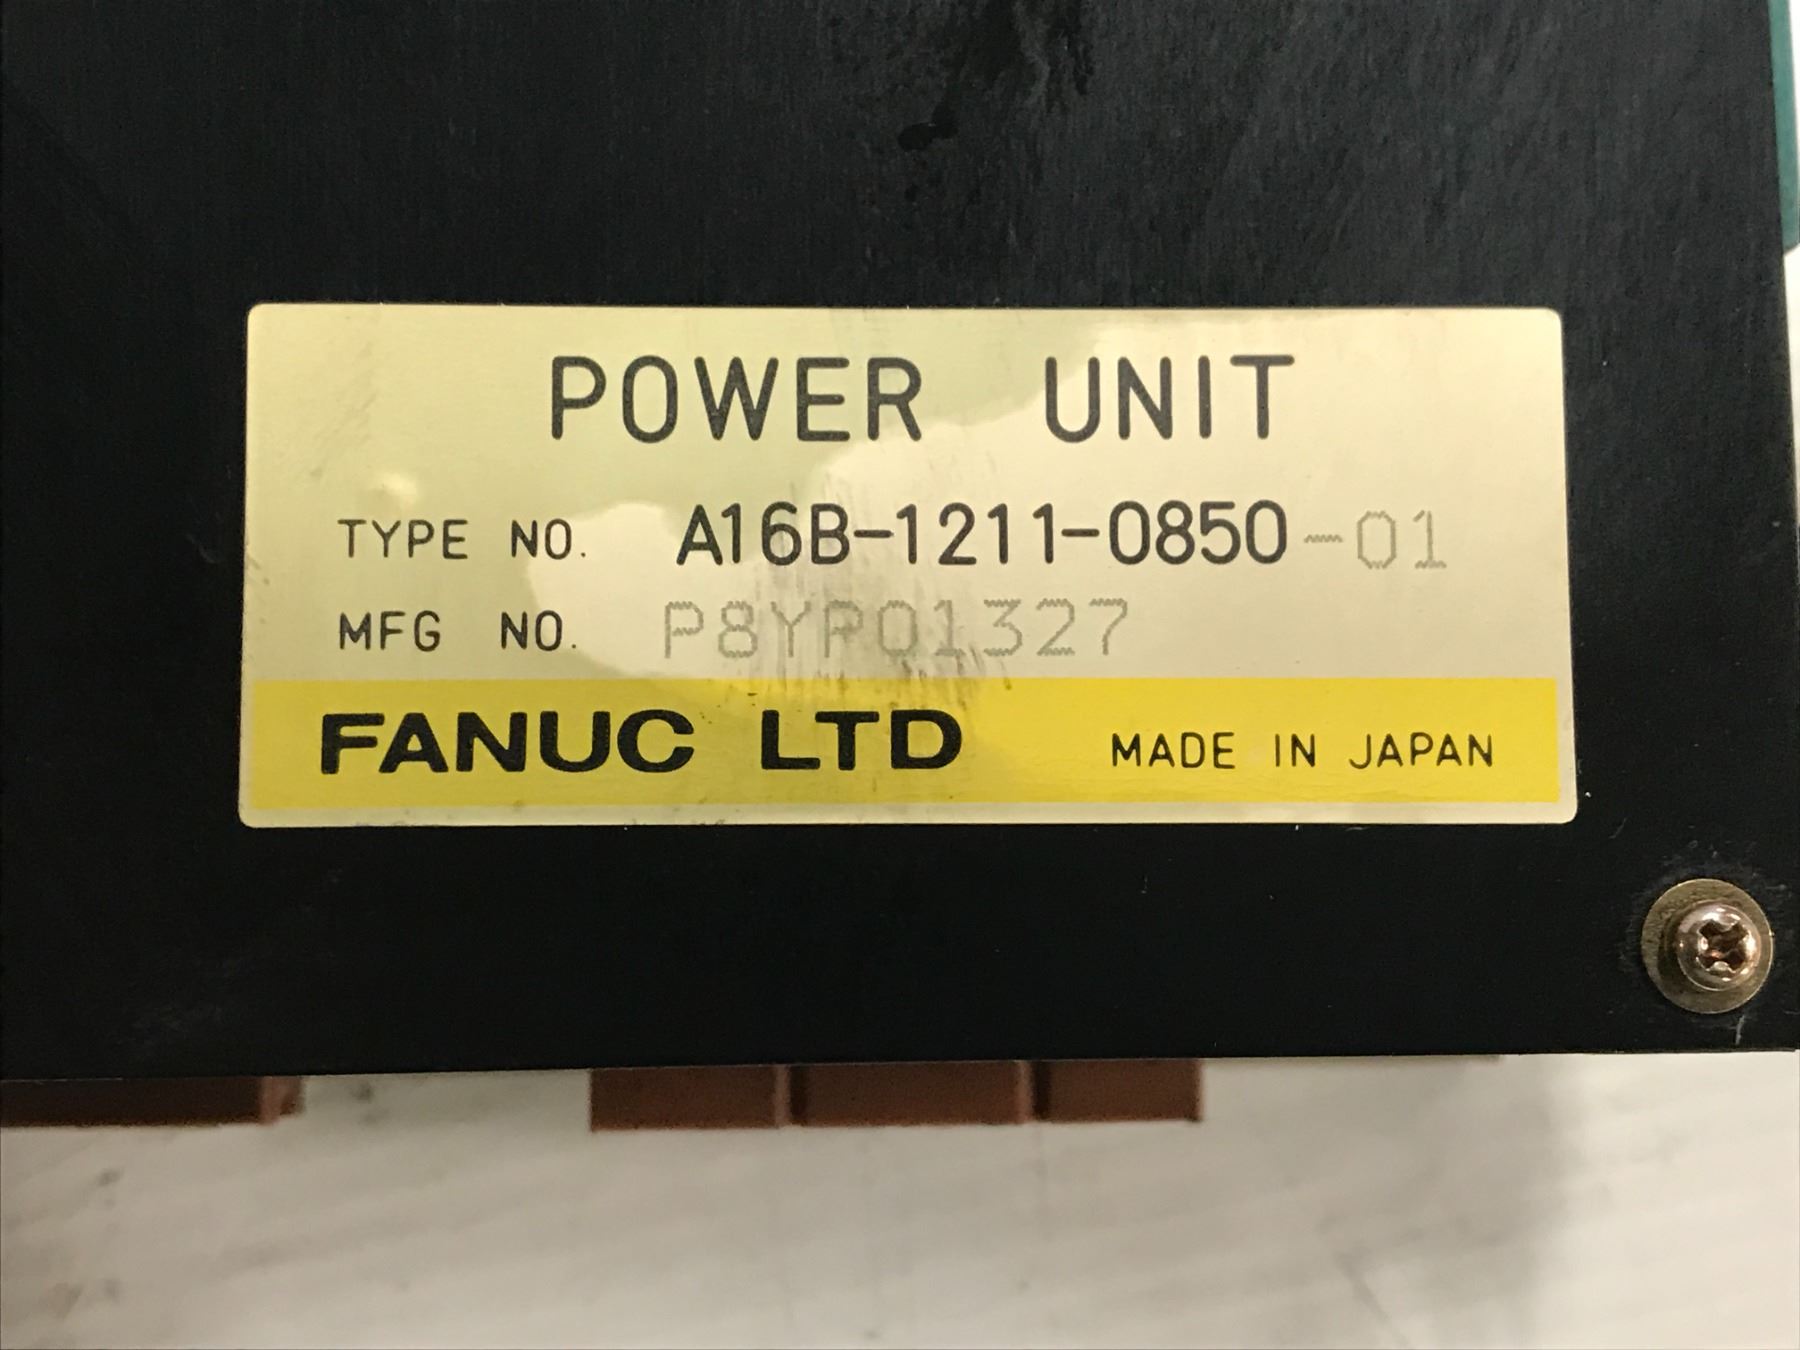 POWER UNIT
TYPE NO. A16B-1211-0850-01
MFG NO. P8YP01327
FANUC LTD MADE IN JAPAN